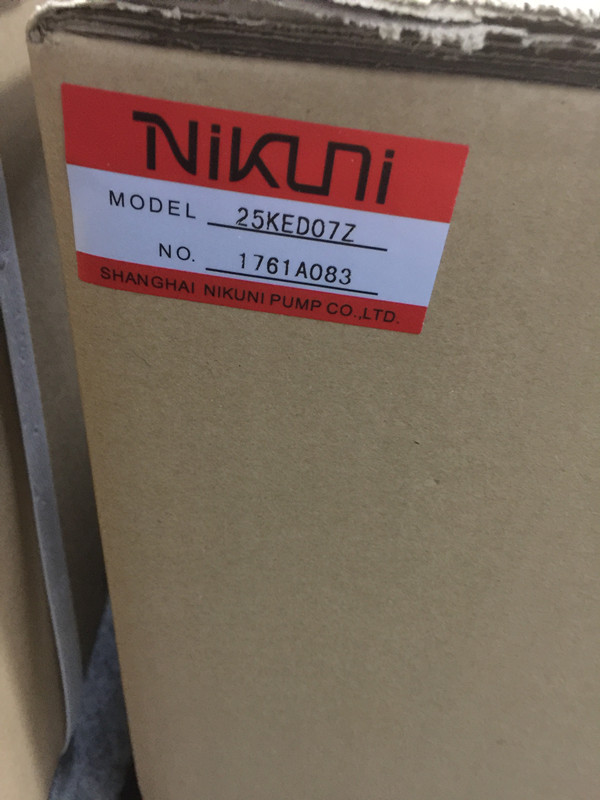 NiKUNi
MODEL 25KED07Z
NO. 1761A083
SHANGHAI NIKUNI PUMP CO.,LTD.